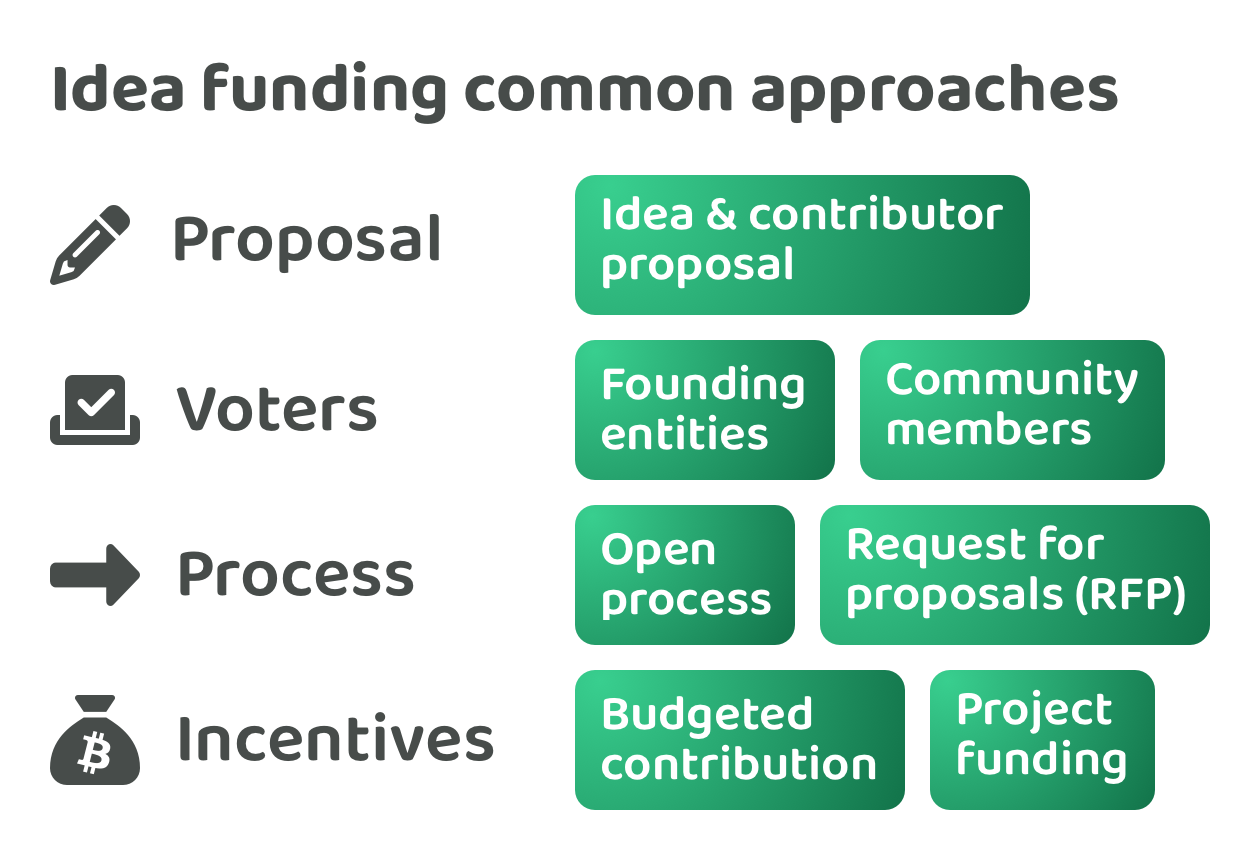 Idea funding common approaches
Proposal
Idea & contributor
proposal
Voters
Founding
entities
Community
members
Process
Open
process
Request for
proposals (RFP)
Incentives
Budgeted
contribution
Project
funding